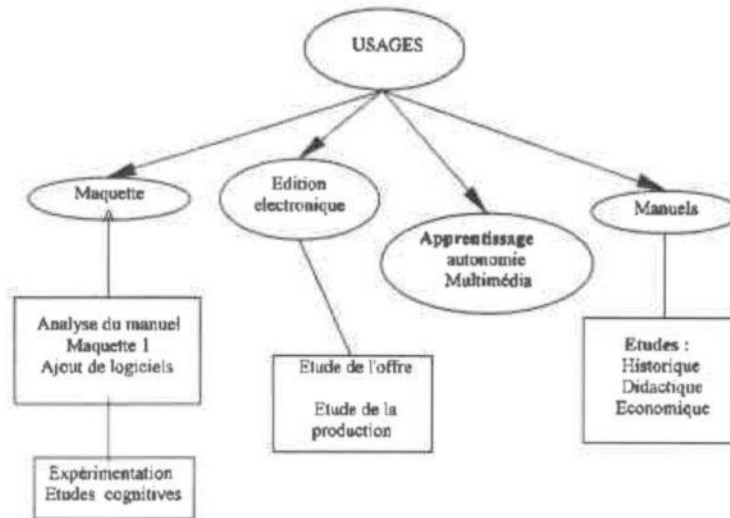 USAGES
Maquette
Edition
electronique
Apprentissage
autonomie
Multimédia
Manuels
Analyse du manuel
Maquette 1
Ajout de logiciels
Etude de l'offre
Etude de la
production
Etudes :
Historique
Didactique
Economique
Expérimentation
Etudes cognitives